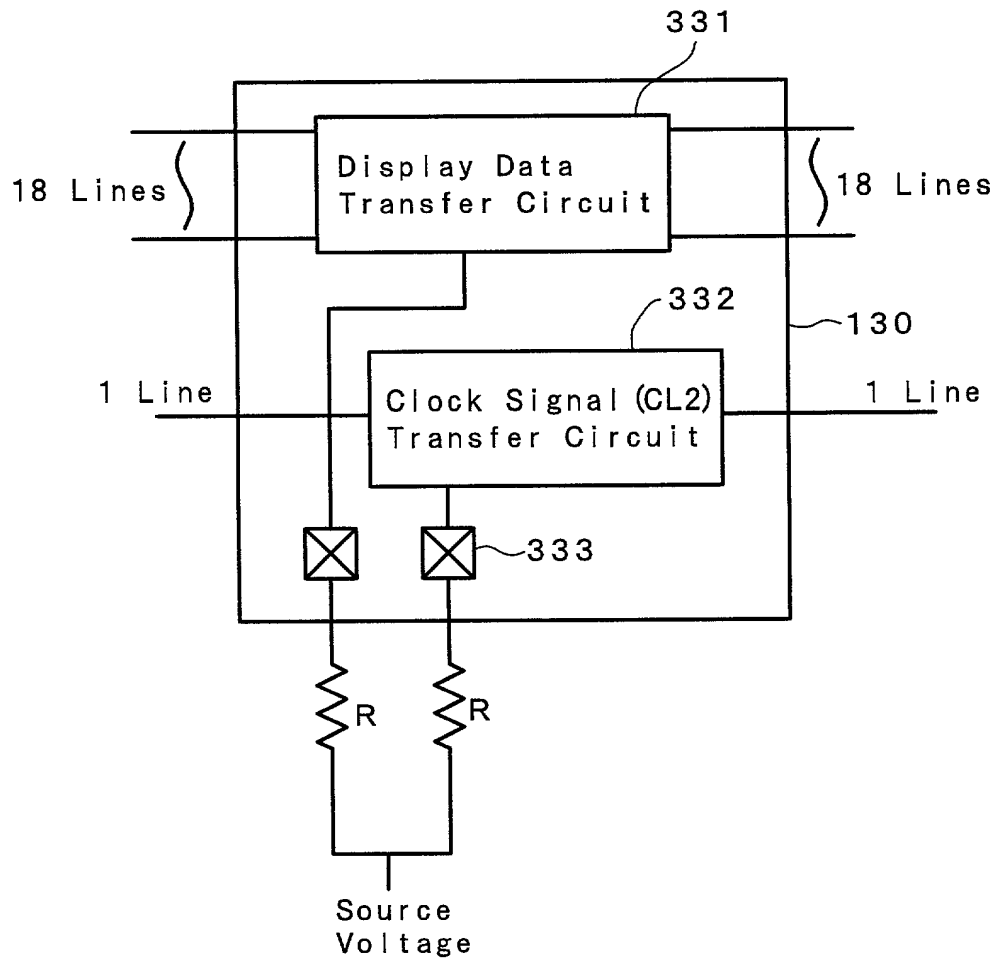 331
Display Data
Transfer Circuit
18 Lines
18 Lines
332
130
1 Line
Clock Signal (CL2)
Transfer Circuit
1 Line
333
R
R
Source
Voltage